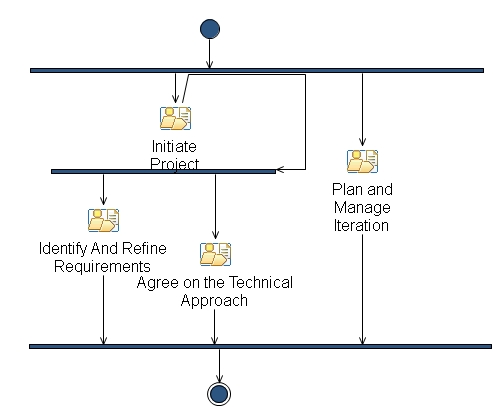 Initiate
Project
Plan and
Manage
Iteration
Identify And Refine
Requirements
Agree on the Technical
Approach